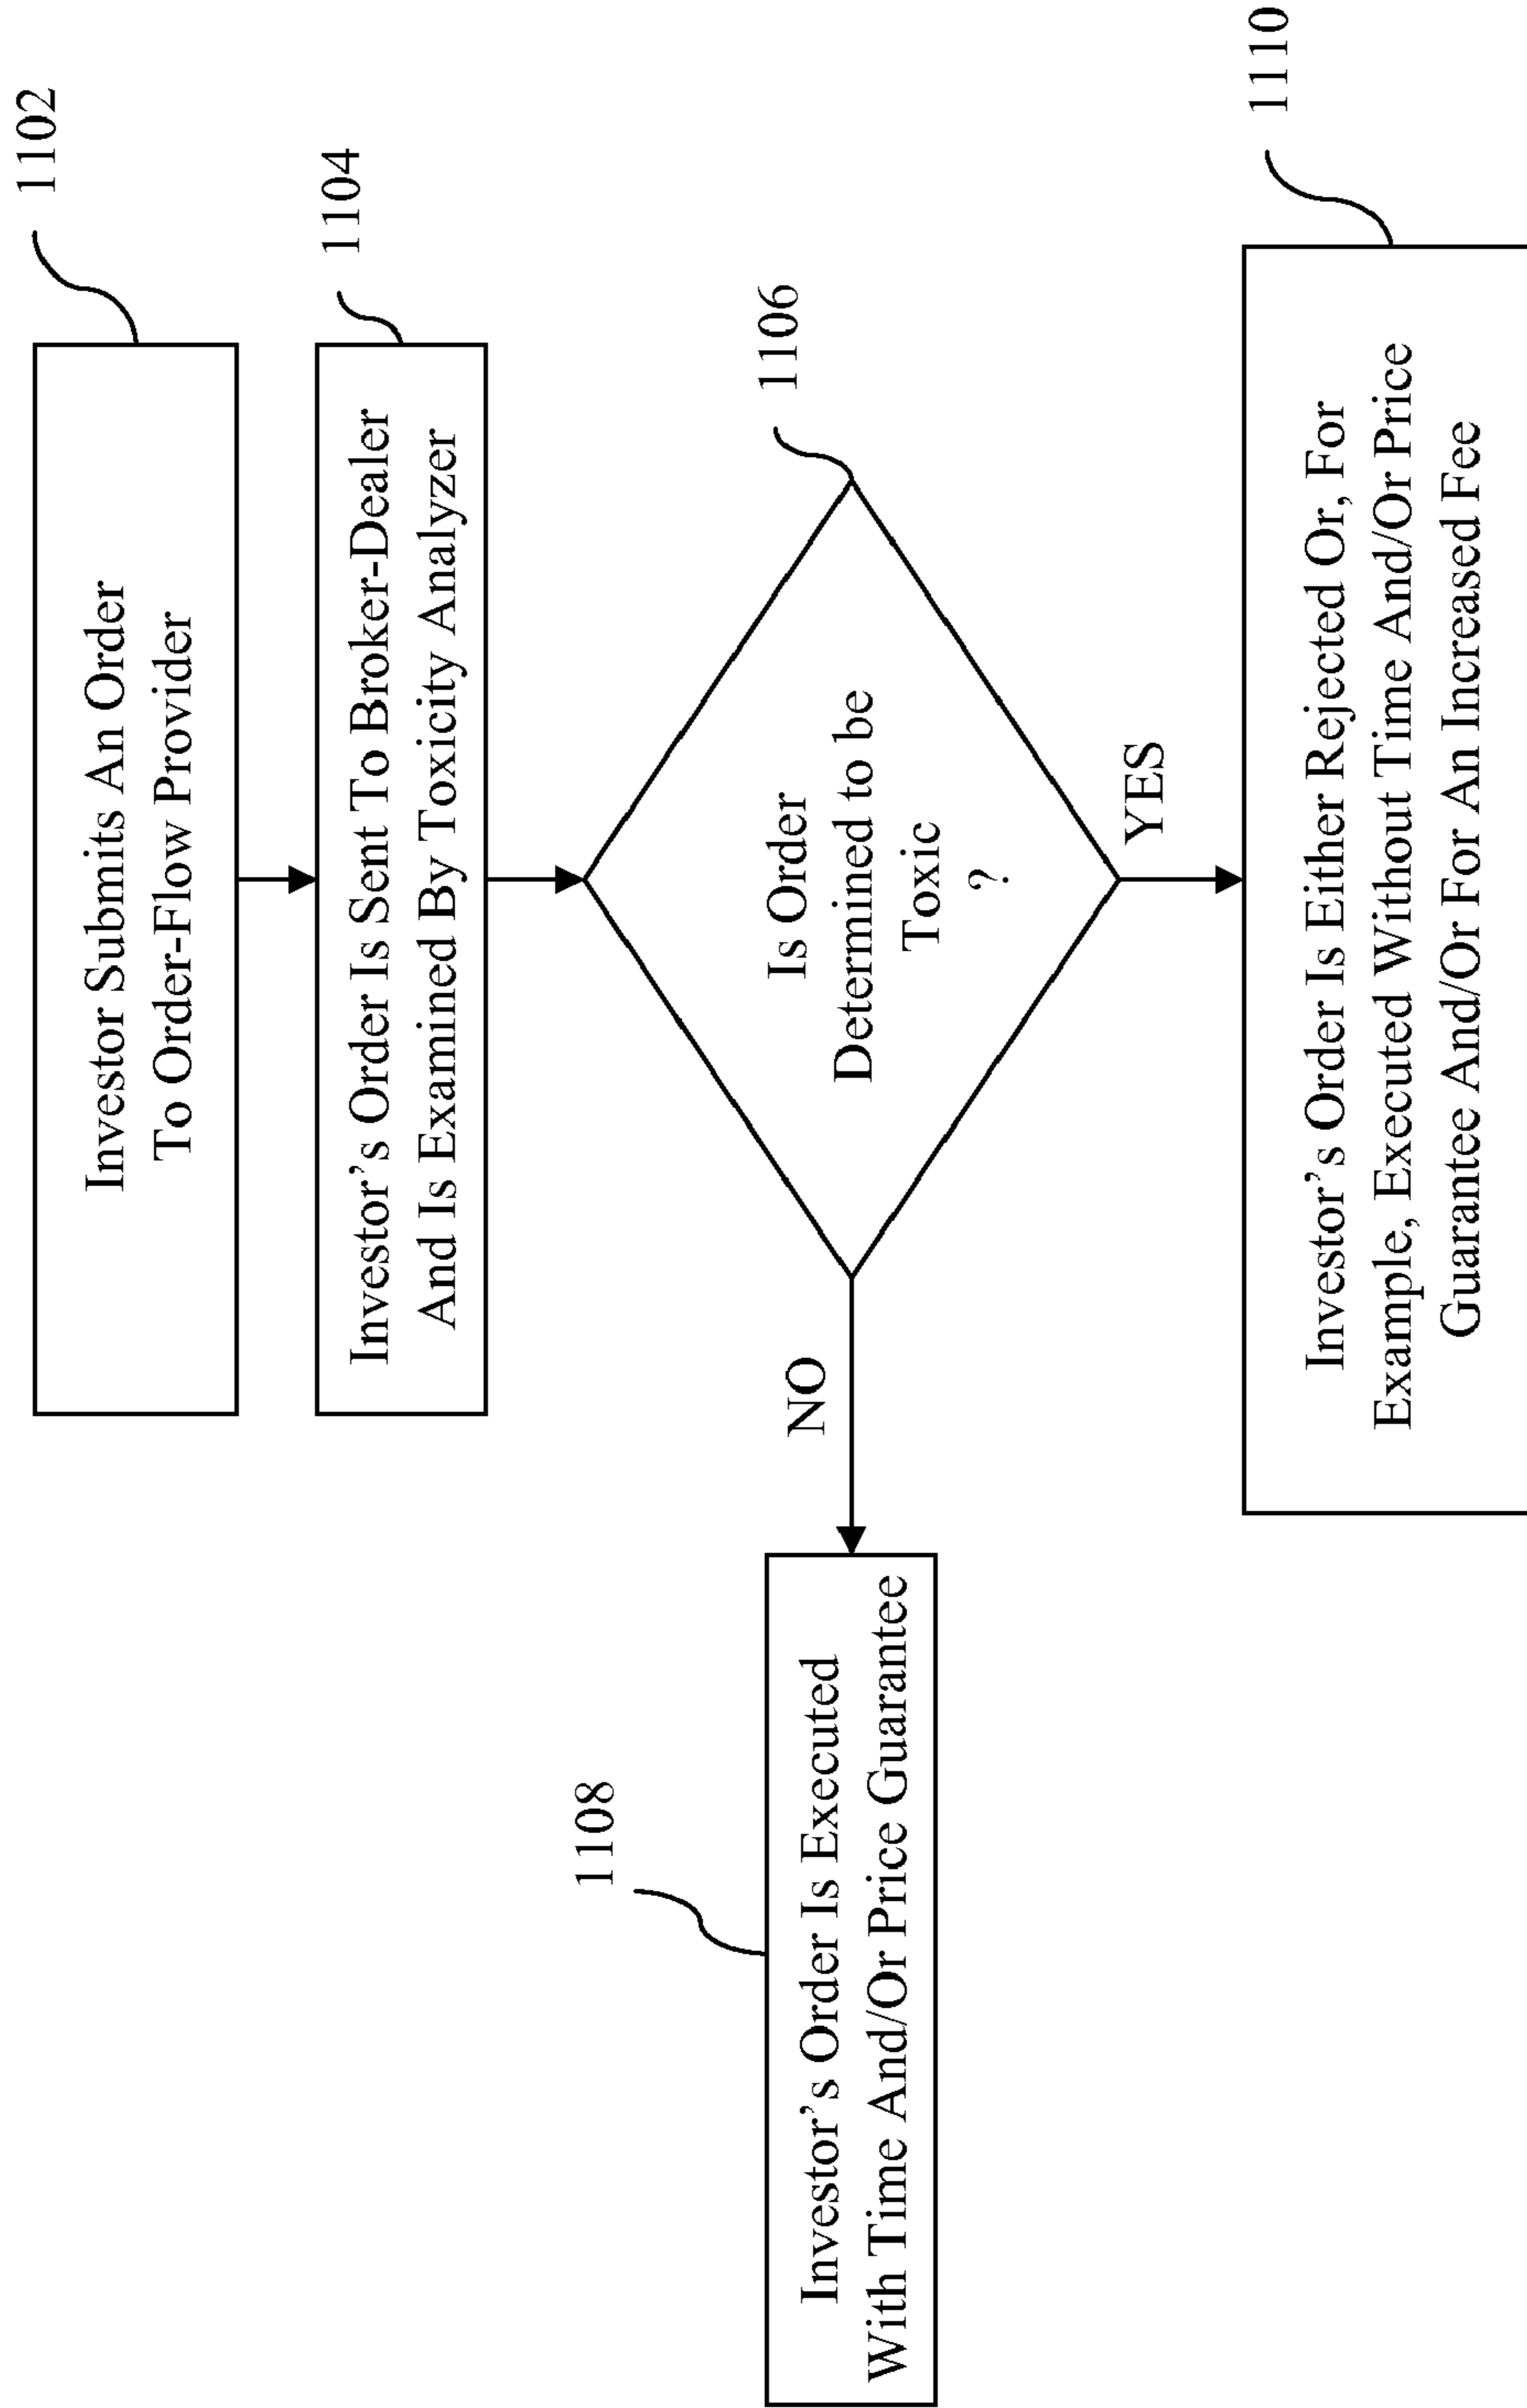 1102
Investor Submits An Order
To Order-Flow Provider
1104
Investor's Order Is Sent To Broker-Dealer
And Is Examined By Toxicity Analyzer
1106
Is Order
Determined to be
Toxic
?
NO
YES
1108
Investor's Order Is Executed
With Time And/Or Price Guarantee
1110
Investor's Order Is Either Rejected Or, For
Example, Executed Without Time And/Or Price
Guarantee And/Or For An Increased Fee